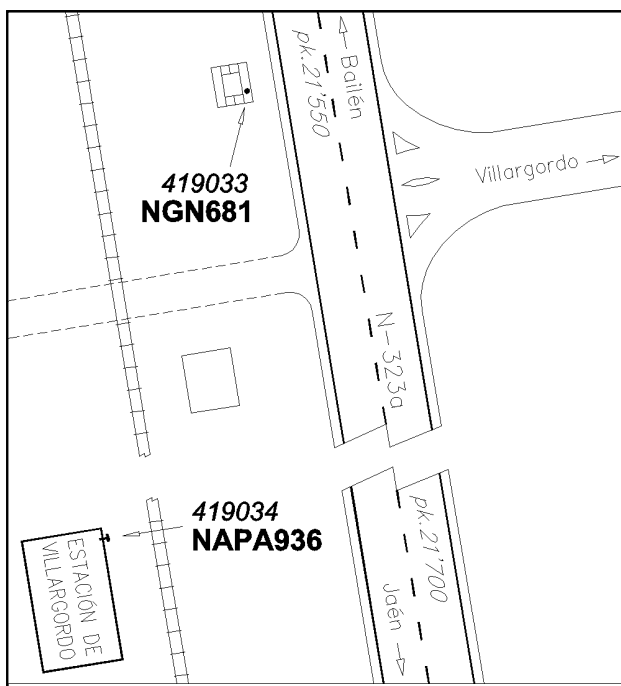 Bailén
pk.21'550
419033
NGN681
Villargordo
N-323a
419034
NAPA936
ESTACIÓN DE
VILLARGORDO
pk.21'700
Jaén